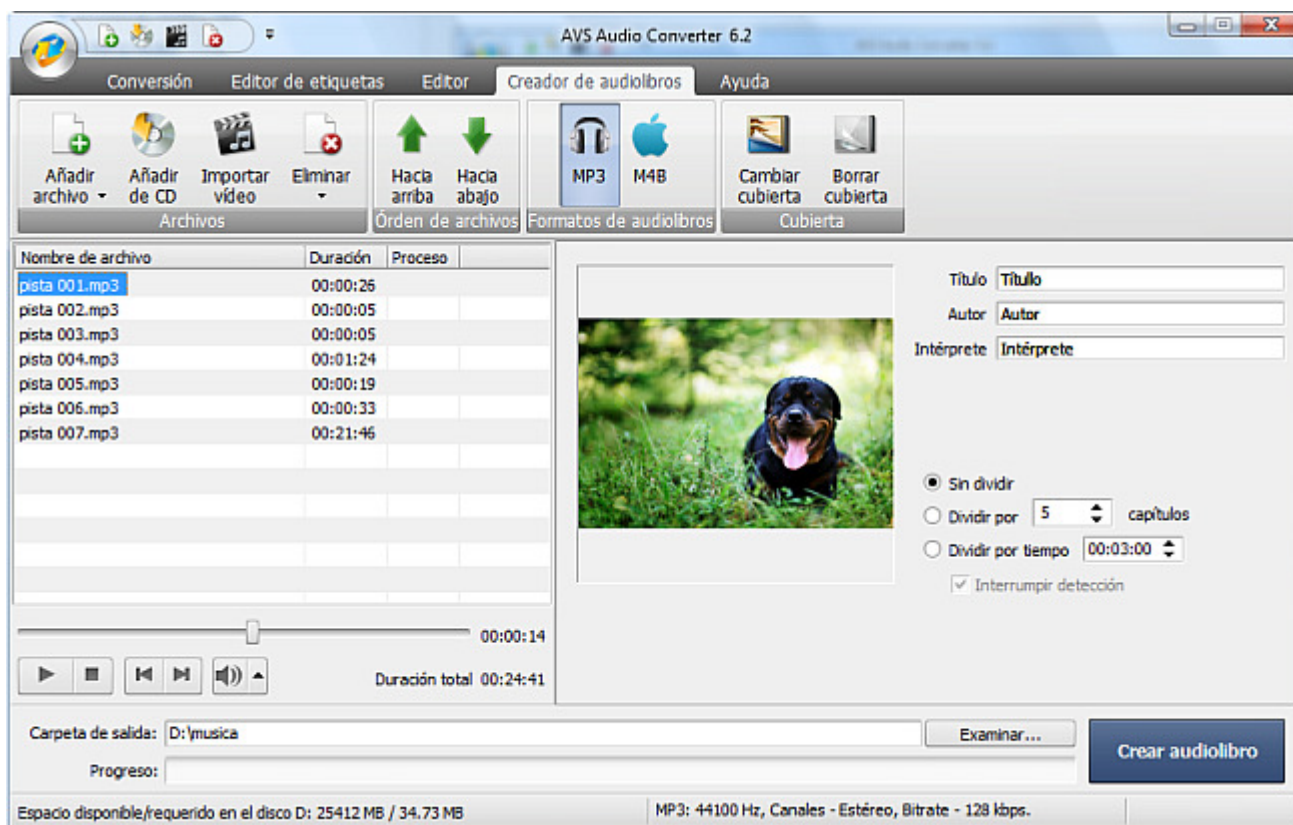 AVS Audio Converter 6.2
Conversión Editor de etiquetas Editor Creador de audiolibros Ayuda
Añadir archivo Añadir de CD Importar vídeo Eliminar Hacia arriba Hacia abajo MP3 M4B Cambiar cubierta Borrar cubierta
Archivos Órden de archivos Formatos de audiolibros Cubierta
Nombre de archivo Duración Proceso
pista 001.mp3 00:00:26
pista 002.mp3 00:00:05
pista 003.mp3 00:00:05
pista 004.mp3 00:01:24
pista 005.mp3 00:00:19
pista 006.mp3 00:00:33
pista 007.mp3 00:21:46
00:00:14
Duración total 00:24:41
Título Títullo
Autor Autor
Intérprete Intérprete
Sin dividir
Dividir por 5 capítulos
Dividir por tiempo 00:03:00
Interrumpir detección
Carpeta de salida: D:\musica Examinar...
Crear audiolibro
Progreso:
Espacio disponible/requerido en el disco D: 25412 MB / 34.73 MB MP3: 44100 Hz, Canales - Estéreo, Bitrate - 128 kbps.